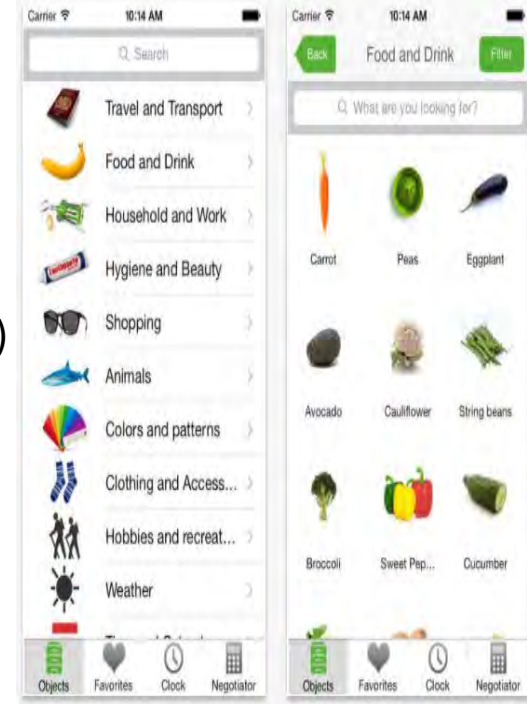 Carrier 10:14 AM
Search
Travel and Transport
Food and Drink
Household and Work
Hygiene and Beauty
Shopping
Animals
Colors and patterns
Clothing and Access...
Hobbies and recreat...
Weather
Objects Favorites Clock Negotiator
)
Carrier 10:14 AM
Back Food and Drink Filter
What are you looking for?
Carrot Peas Eggplant
Avocado Cauliflower String beans
Broccoli Sweet Pep... Cucumber
Objects Favorites Clock Negotiator